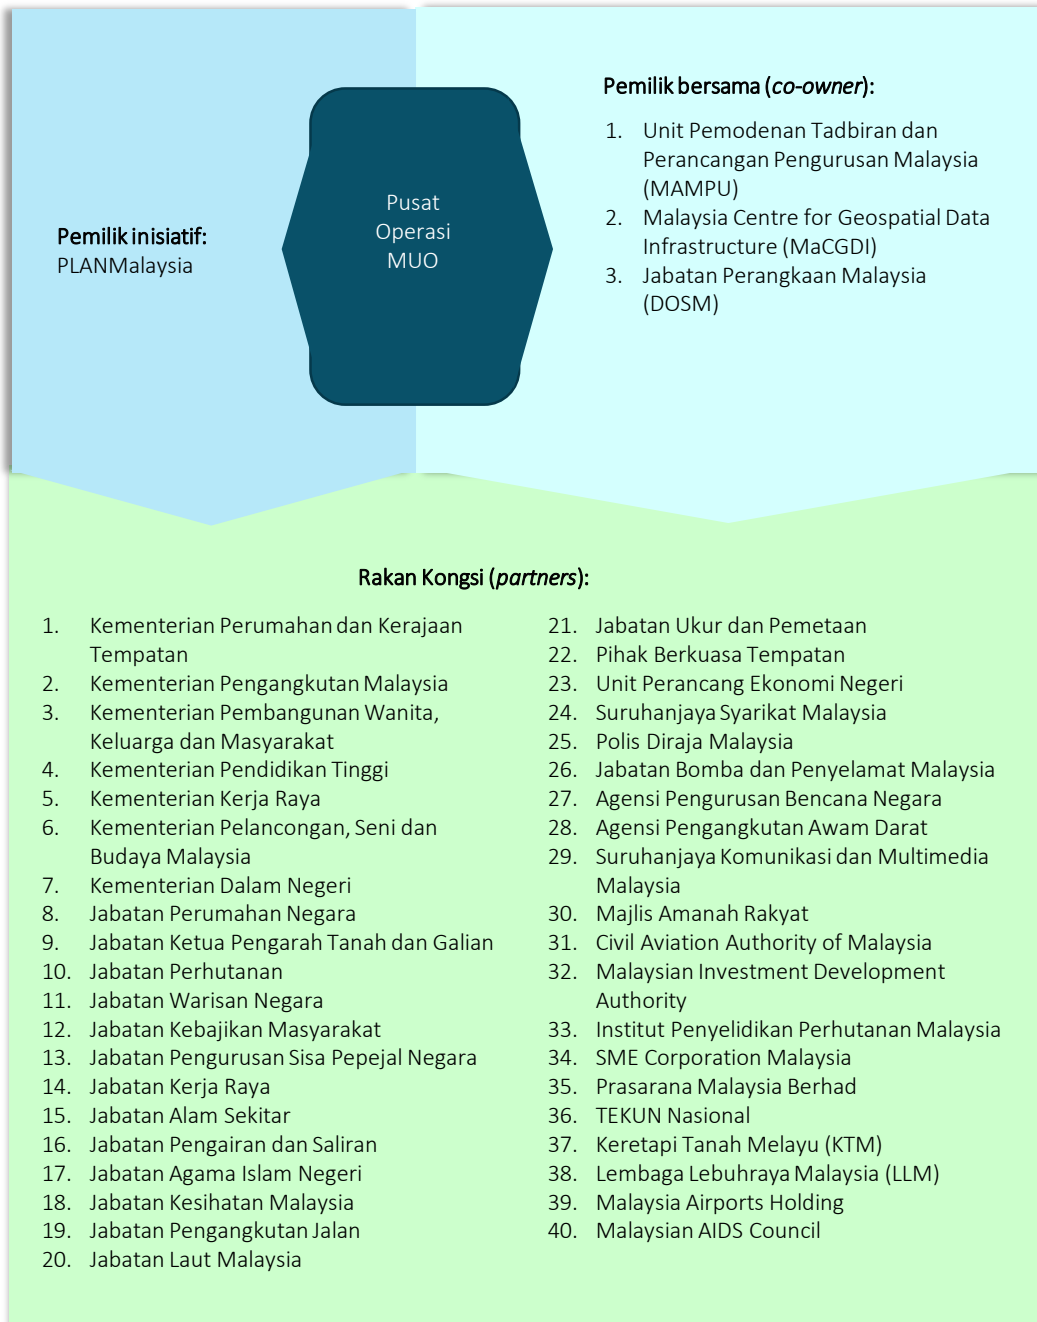 Pemilik inisiatif:
PLANMalaysia
Pusat
Operasi
MUO
Pemilik bersama (co-owner):
1. Unit Pemodenan Tadbiran dan
Perancangan Pengurusan Malaysia
(MAMPU)
2. Malaysia Centre for Geospatial Data
Infrastructure (MaCGDI)
3. Jabatan Perangkaan Malaysia
(DOSM)
Rakan Kongsi (partners):
1. Kementerian Perumahan dan Kerajaan
Tempatan
2. Kementerian Pengangkutan Malaysia
3. Kementerian Pembangunan Wanita,
Keluarga dan Masyarakat
4. Kementerian Pendidikan Tinggi
5. Kementerian Kerja Raya
6. Kementerian Pelancongan, Seni dan
Budaya Malaysia
7. Kementerian Dalam Negeri
8. Jabatan Perumahan Negara
9. Jabatan Ketua Pengarah Tanah dan Galian
10. Jabatan Perhutanan
11. Jabatan Warisan Negara
12. Jabatan Kebajikan Masyarakat
13. Jabatan Pengurusan Sisa Pepejal Negara
14. Jabatan Kerja Raya
15. Jabatan Alam Sekitar
16. Jabatan Pengairan dan Saliran
17. Jabatan Agama Islam Negeri
18. Jabatan Kesihatan Malaysia
19. Jabatan Pengangkutan Jalan
20. Jabatan Laut Malaysia
21. Jabatan Ukur dan Pemetaan
22. Pihak Berkuasa Tempatan
23. Unit Perancang Ekonomi Negeri
24. Suruhanjaya Syarikat Malaysia
25. Polis Diraja Malaysia
26. Jabatan Bomba dan Penyelamat Malaysia
27. Agensi Pengurusan Bencana Negara
28. Agensi Pengangkutan Awam Darat
29. Suruhanjaya Komunikasi dan Multimedia
Malaysia
30. Majlis Amanah Rakyat
31. Civil Aviation Authority of Malaysia
32. Malaysian Investment Development
Authority
33. Institut Penyelidikan Perhutanan Malaysia
34. SME Corporation Malaysia
35. Prasarana Malaysia Berhad
36. TEKUN Nasional
37. Keretapi Tanah Melayu (KTM)
38. Lembaga Lebuhraya Malaysia (LLM)
39. Malaysia Airports Holding
40. Malaysian AIDS Council